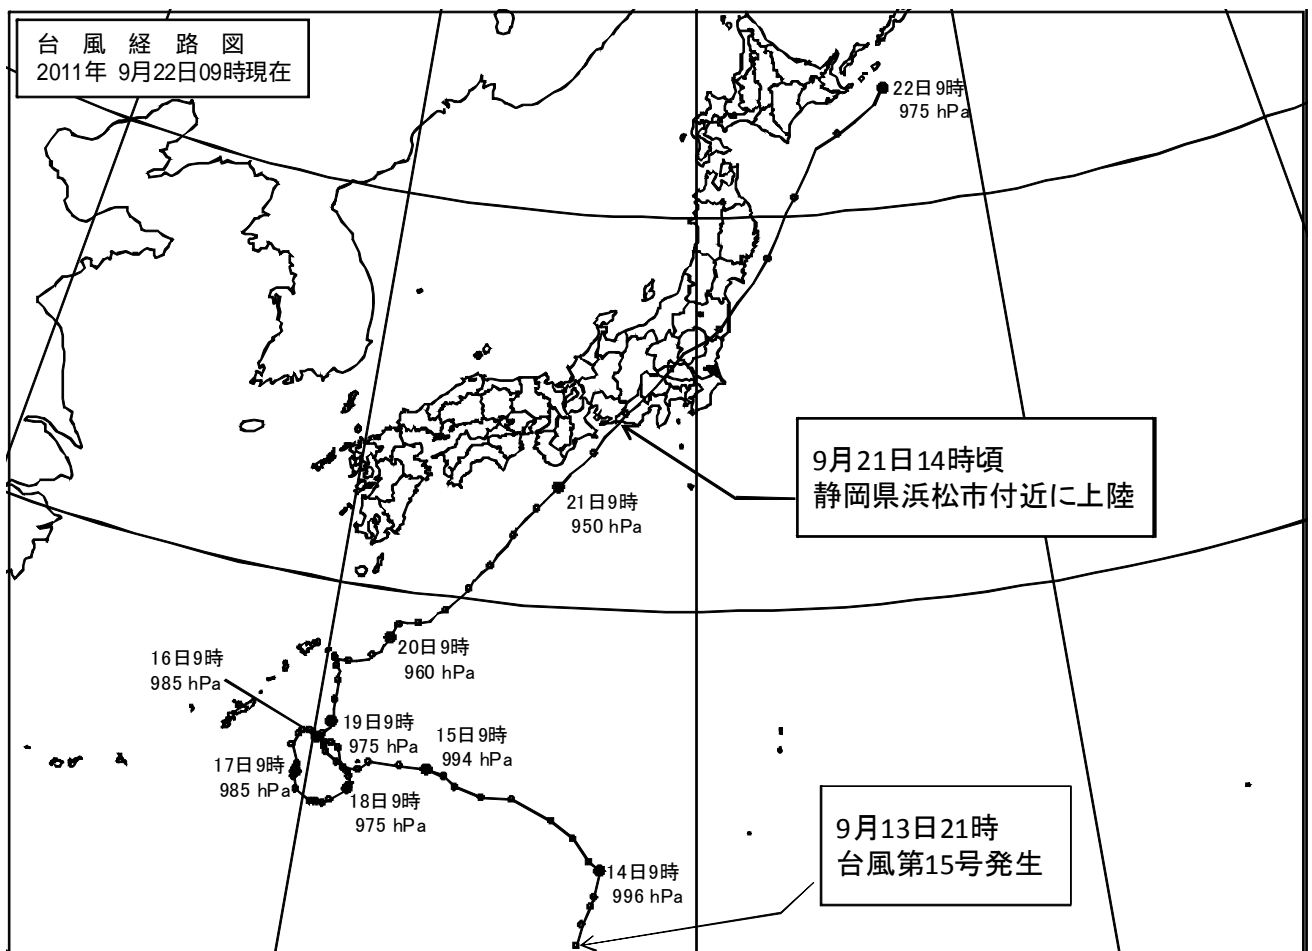 台風経路図
2011年 9月22日09時現在
22日9時
975 hPa
9月21日14時頃
静岡県浜松市付近に上陸
21日9時
950 hPa
20日9時
960 hPa
16日9時
985 hPa
19日9時
975 hPa
15日9時
994 hPa
17日9時
985 hPa
18日9時
975 hPa
9月13日21時
台風第15号発生
14日9時
996 hPa